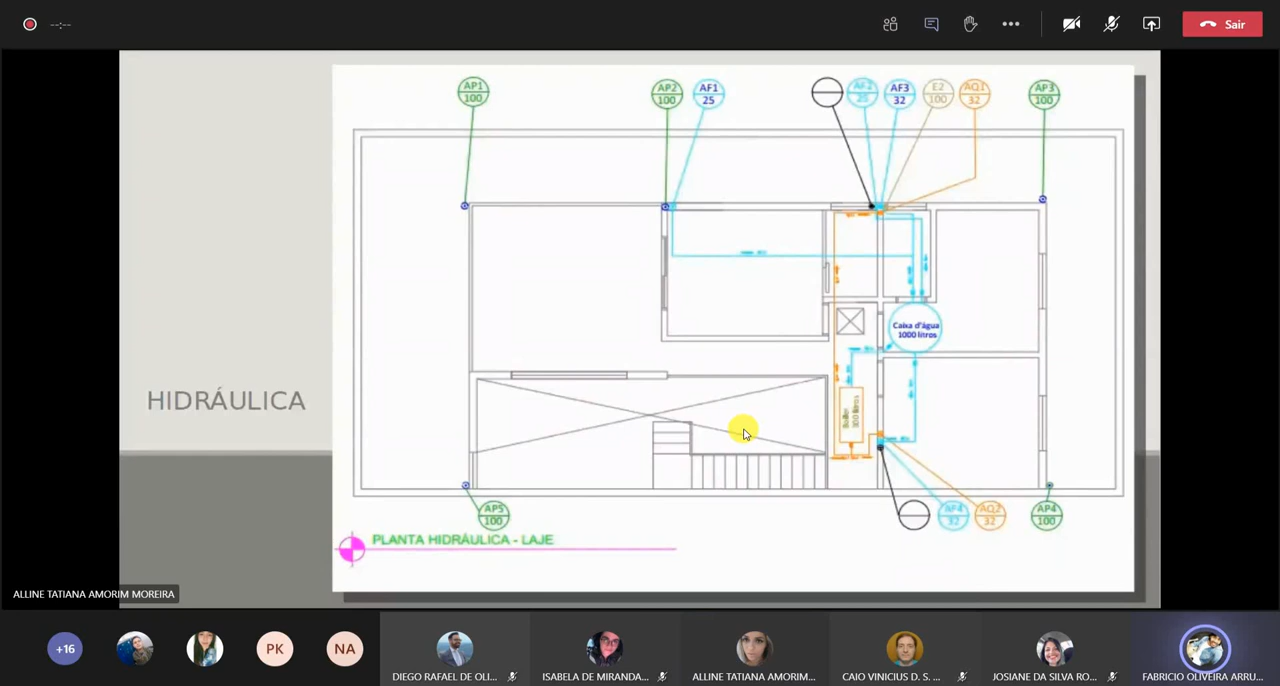 --:--
Sair
AP1
100
AP2
100
AF1
25
AF2
25
AF3
32
E2
100
AQ1
32
AP3
100
Caixa d'água
1000 litros
HIDRÁULICA
Boiler
AP5
100
AF4
32
AQ2
32
AP4
100
PLANTA HIDRÁULICA - LAJE
ALLINE TATIANA AMORIM MOREIRA
+16
PK
NA
DIEGO RAFAEL DE OLI...
ISABELA DE MIRANDA...
ALLINE TATIANA AMORIM...
CAIO VINICIUS D. S. ...
JOSIANE DA SILVA RO...
FABRICIO OLIVEIRA ARRU...